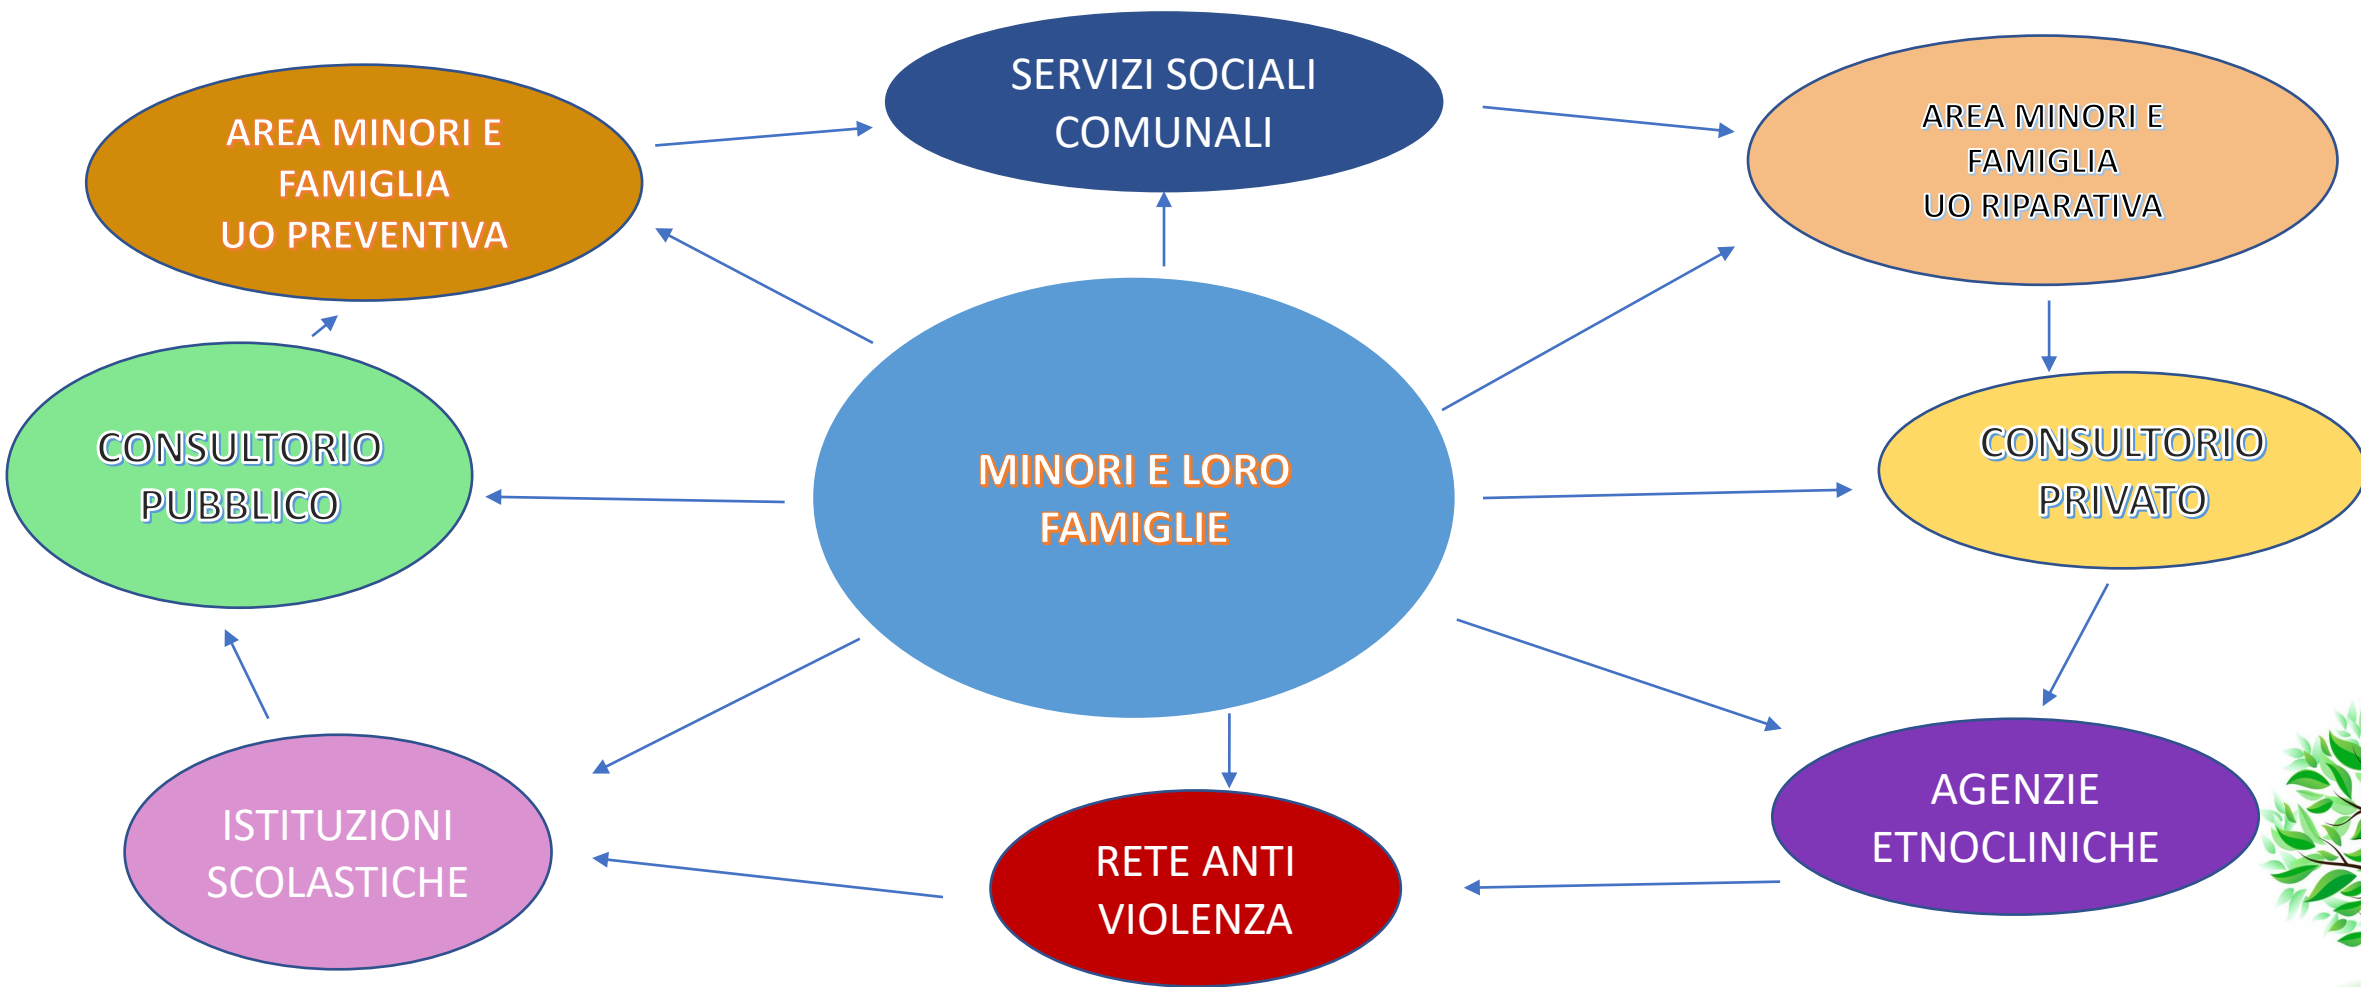 SERVIZI SOCIALI
COMUNALI
AREA MINORI E
FAMIGLIA
UO PREVENTIVA
AREA MINORI E
FAMIGLIA
UO RIPARATIVA
CONSULTORIO
PUBBLICO
MINORI E LORO
FAMIGLIE
CONSULTORIO
PRIVATO
ISTITUZIONI
SCOLASTICHE
RETE ANTI
VIOLENZA
AGENZIE
ETNOCLINICHE